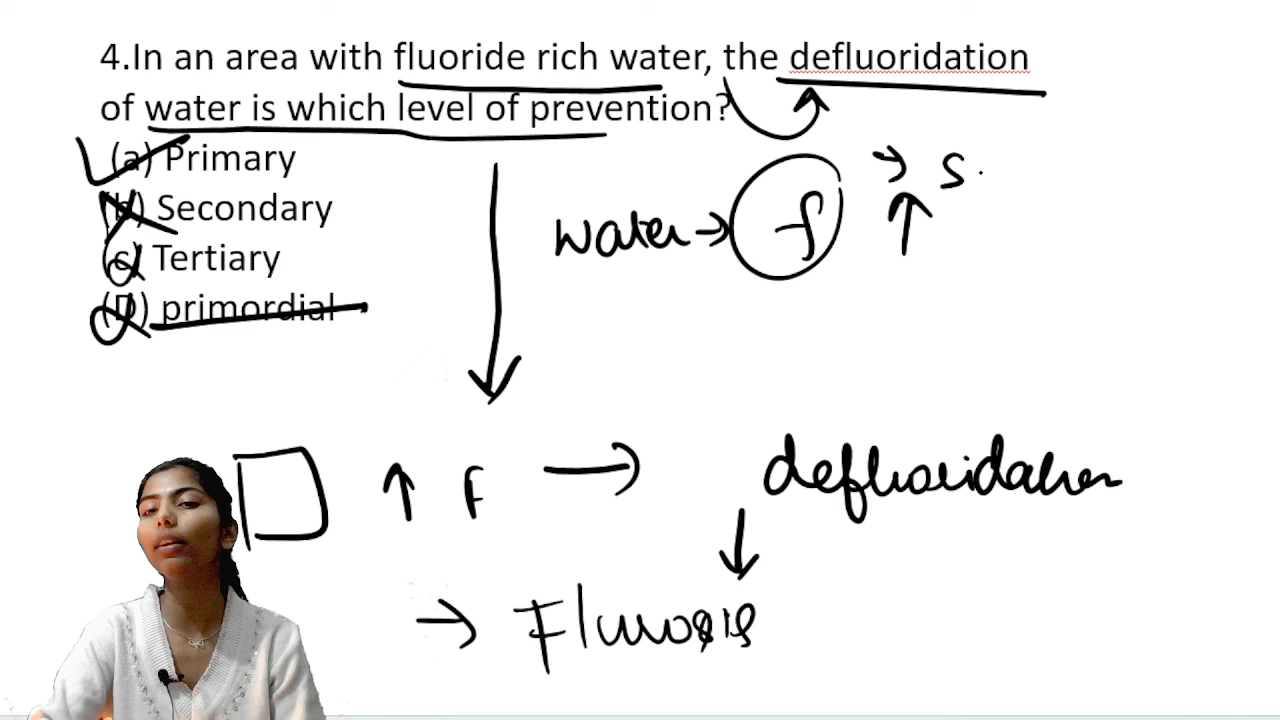 4.In an area with fluoride rich water, the defluoridation
of water is which level of prevention?
(a) Primary
(b) Secondary
(c) Tertiary
(D) primordial
water → f ↑
→ s.
↑ F → defluoridation
↓
→ Fluorosis